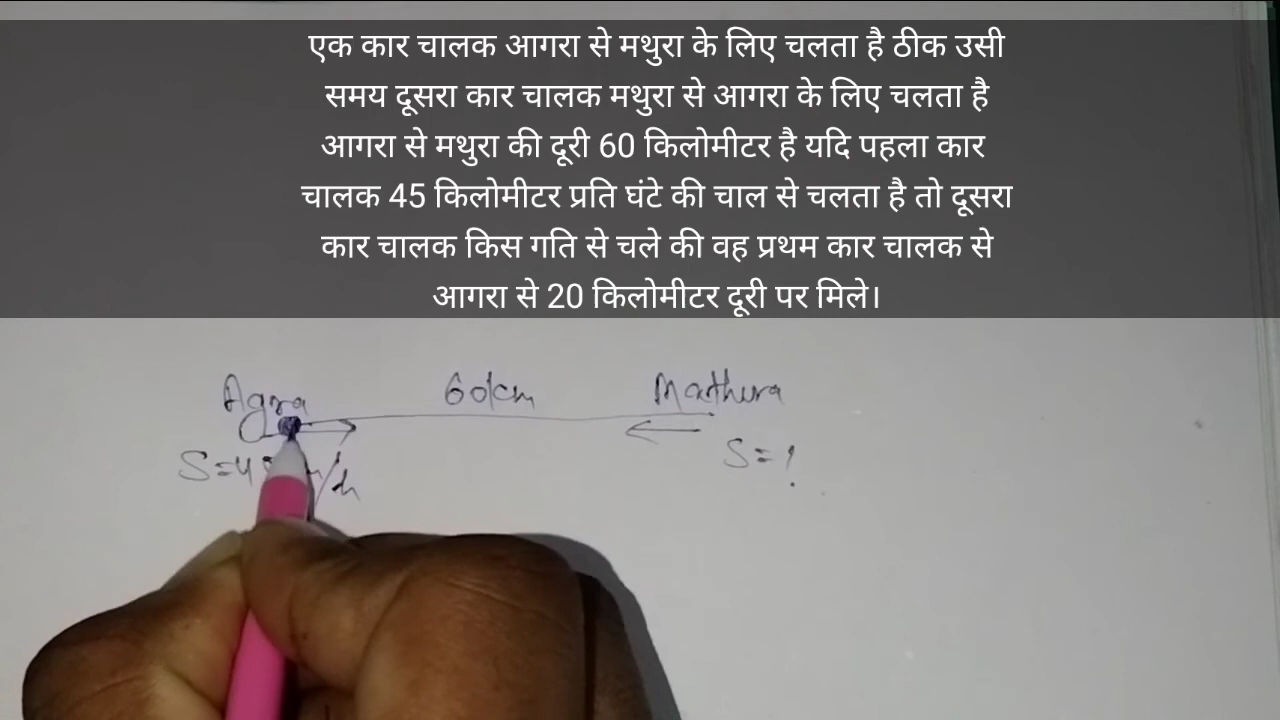 एक कार चालक आगरा से मथुरा के लिए चलता है ठीक उसी
समय दूसरा कार चालक मथुरा से आगरा के लिए चलता है
आगरा से मथुरा की दूरी 60 किलोमीटर है यदि पहला कार
चालक 45 किलोमीटर प्रति घंटे की चाल से चलता है तो दूसरा
कार चालक किस गति से चले की वह प्रथम कार चालक से
आगरा से 20 किलोमीटर दूरी पर मिले।
Agra 60km Mathura
S=?